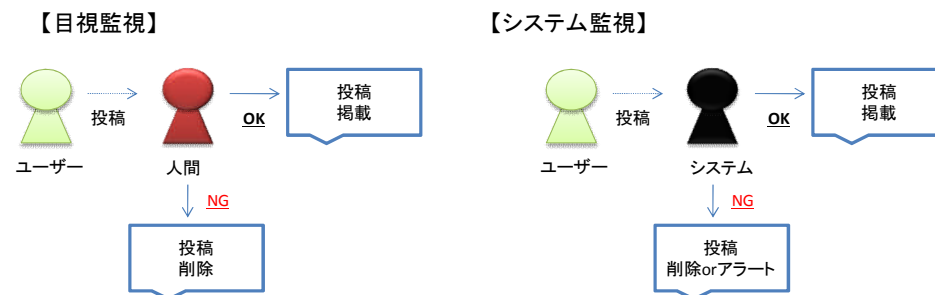 【目視監視】
投稿
OK
投稿
掲載
ユーザー
人間
NG
投稿
削除
【システム監視】
投稿
OK
投稿
掲載
ユーザー
システム
NG
投稿
削除orアラート